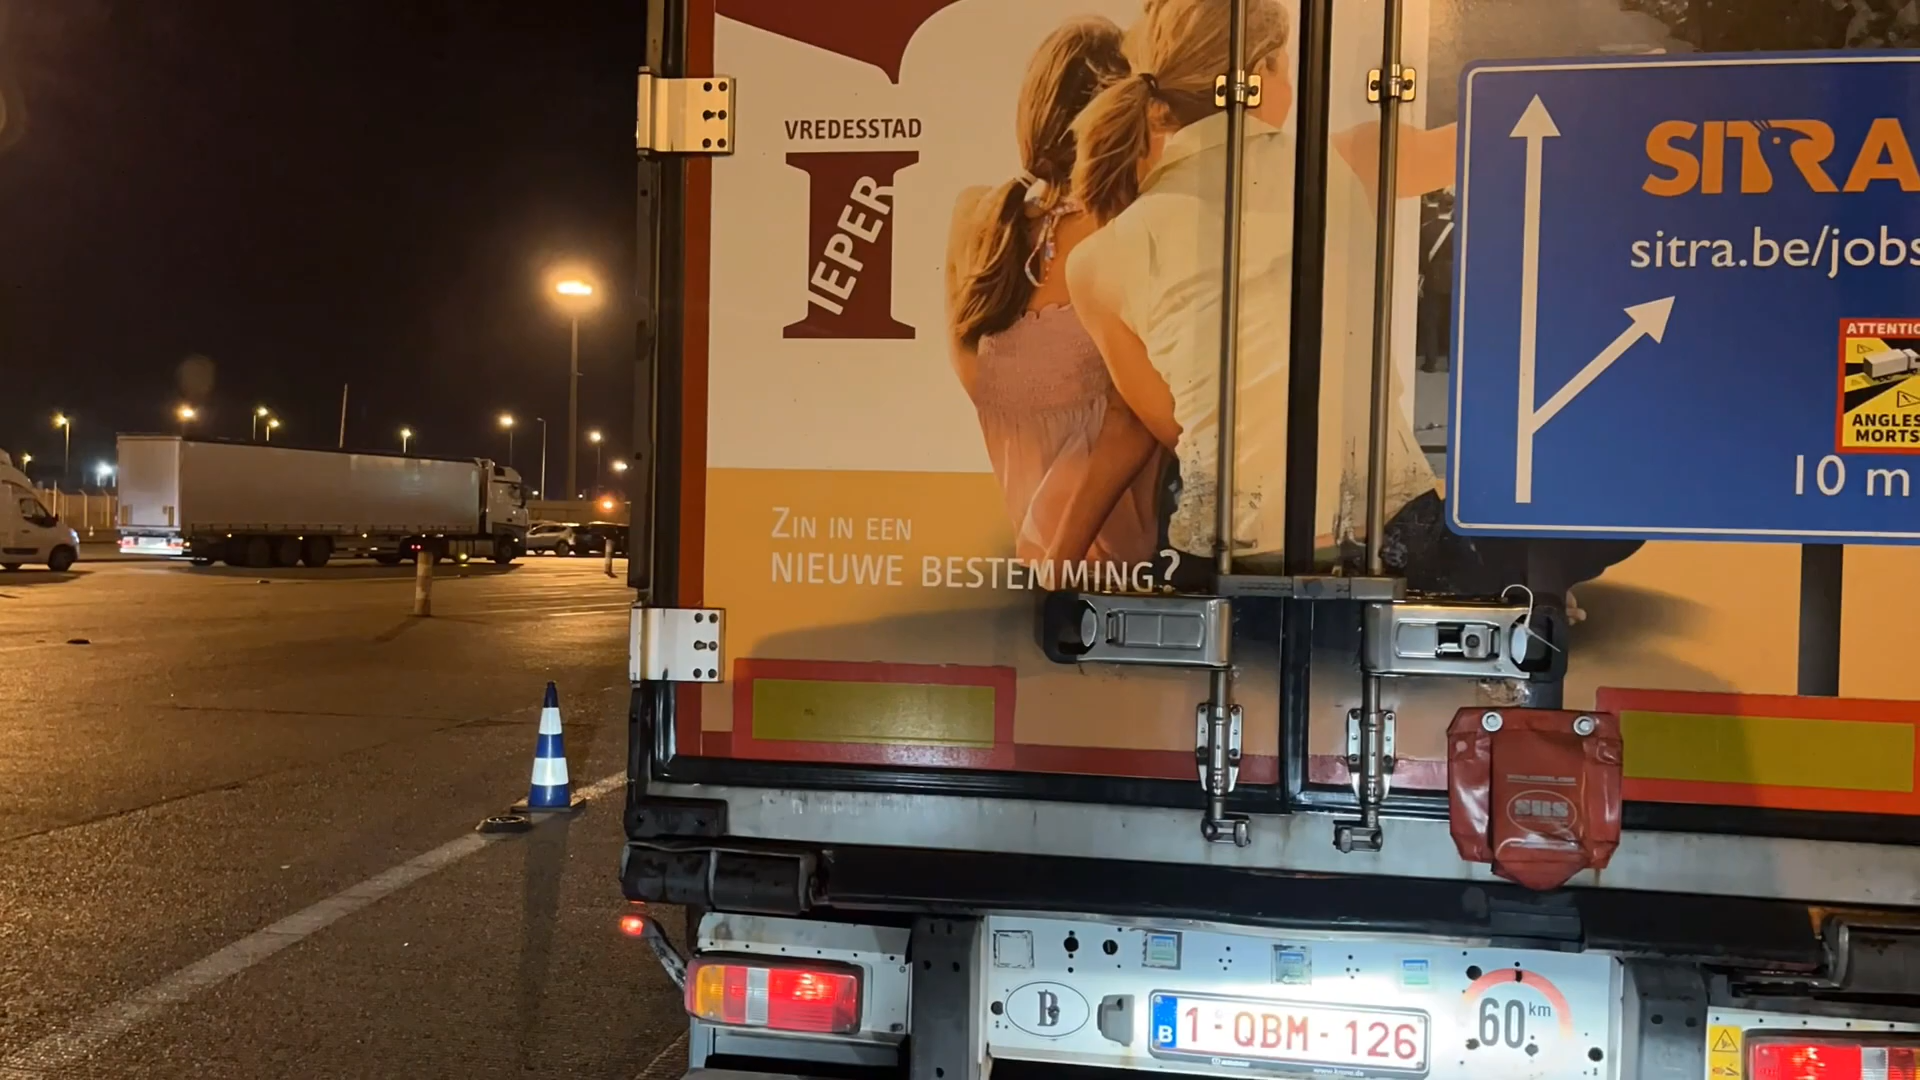 VREDESSTAD
IEPER
ZIN IN EEN
NIEUWE BESTEMMING?
SITRA
sitra.be/jobs
ATTENTIO
ANGLES
MORTS
10 m
B
B
1-QBM-126
60 km